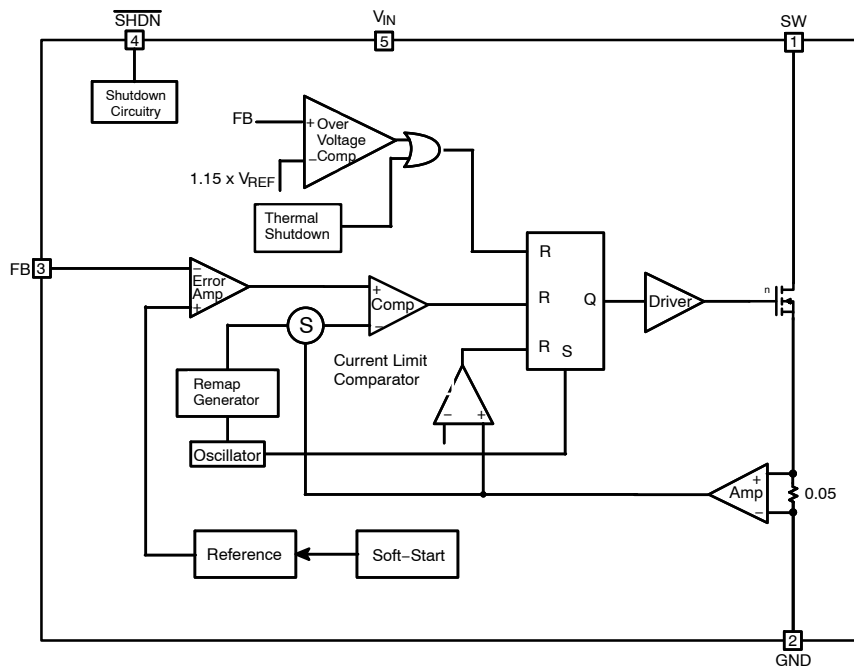 SHDN
4
VIN
5
SW
1
Shutdown
Circuitry
FB
+ Over
Voltage
− Comp
1.15 x VREF
Thermal
Shutdown
FB 3
−
Error
Amp
+
+
Comp
−
S
R
R
R
S
Q
Driver
n
Current Limit
Comparator
− +
Remap
Generator
Oscillator
+
Amp
−
0.05
Reference
Soft−Start
2
GND